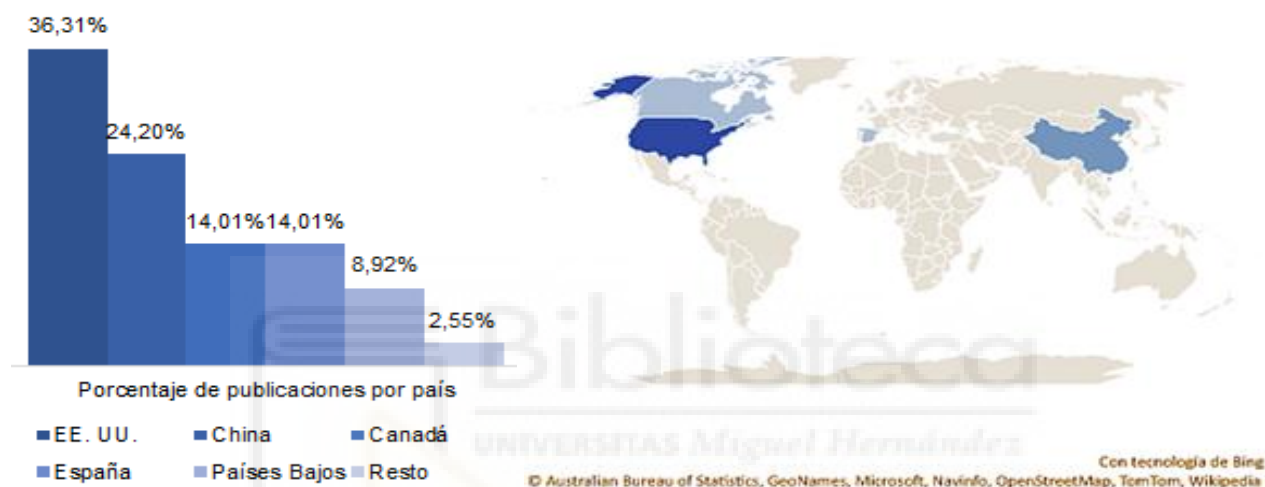 36,31%
24,20%
14,01%
14,01%
8,92%
2,55%
Porcentaje de publicaciones por país
EE. UU.
China
Canadá
España
Países Bajos
Resto
Biblioteca
UNIVERSITAS Miguel Hernández
Con tecnología de Bing
© Australian Bureau of Statistics, GeoNames, Microsoft, Navinfo, OpenStreetMap, TomTom, Wikipedia